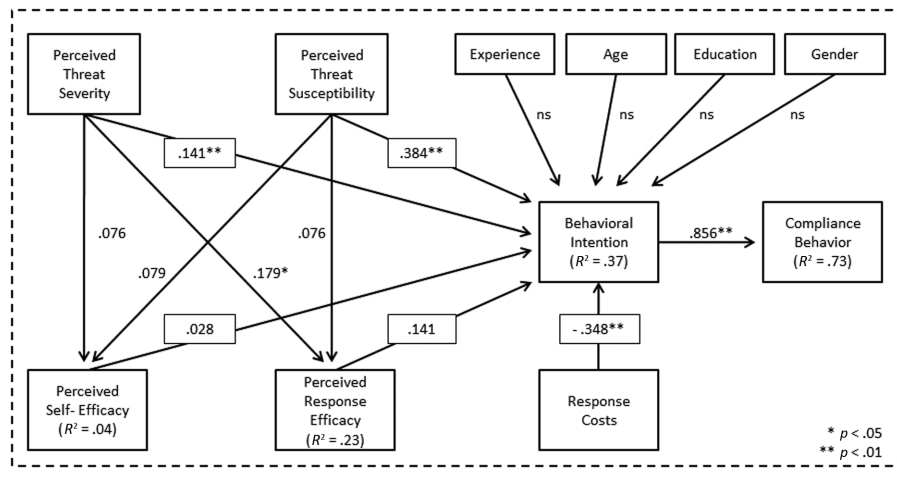 Perceived
Threat
Severity
Perceived
Threat
Susceptibility
Experience
Age
Education
Gender
ns
ns
ns
ns
.141**
.384**
Behavioral
Intention
(R² = .37)
.856**
Compliance
Behavior
(R² = .73)
.076
.079
.179*
.076
.028
.141
- .348**
Perceived
Self- Efficacy
(R² = .04)
Perceived
Response
Efficacy
(R² = .23)
Response
Costs
* p < .05
** p < .01